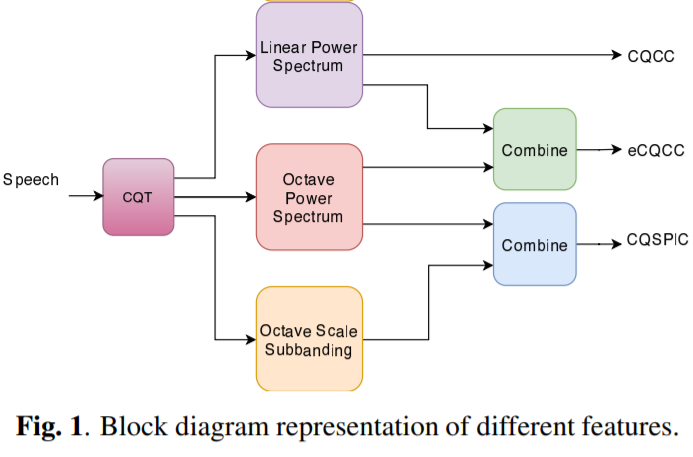 Linear Power
Spectrum
CQCC
Combine
eCQCC
Speech
CQT
Octave
Power
Spectrum
Combine
CQSPIC
Octave Scale
Subbanding
Fig. 1. Block diagram representation of different features.